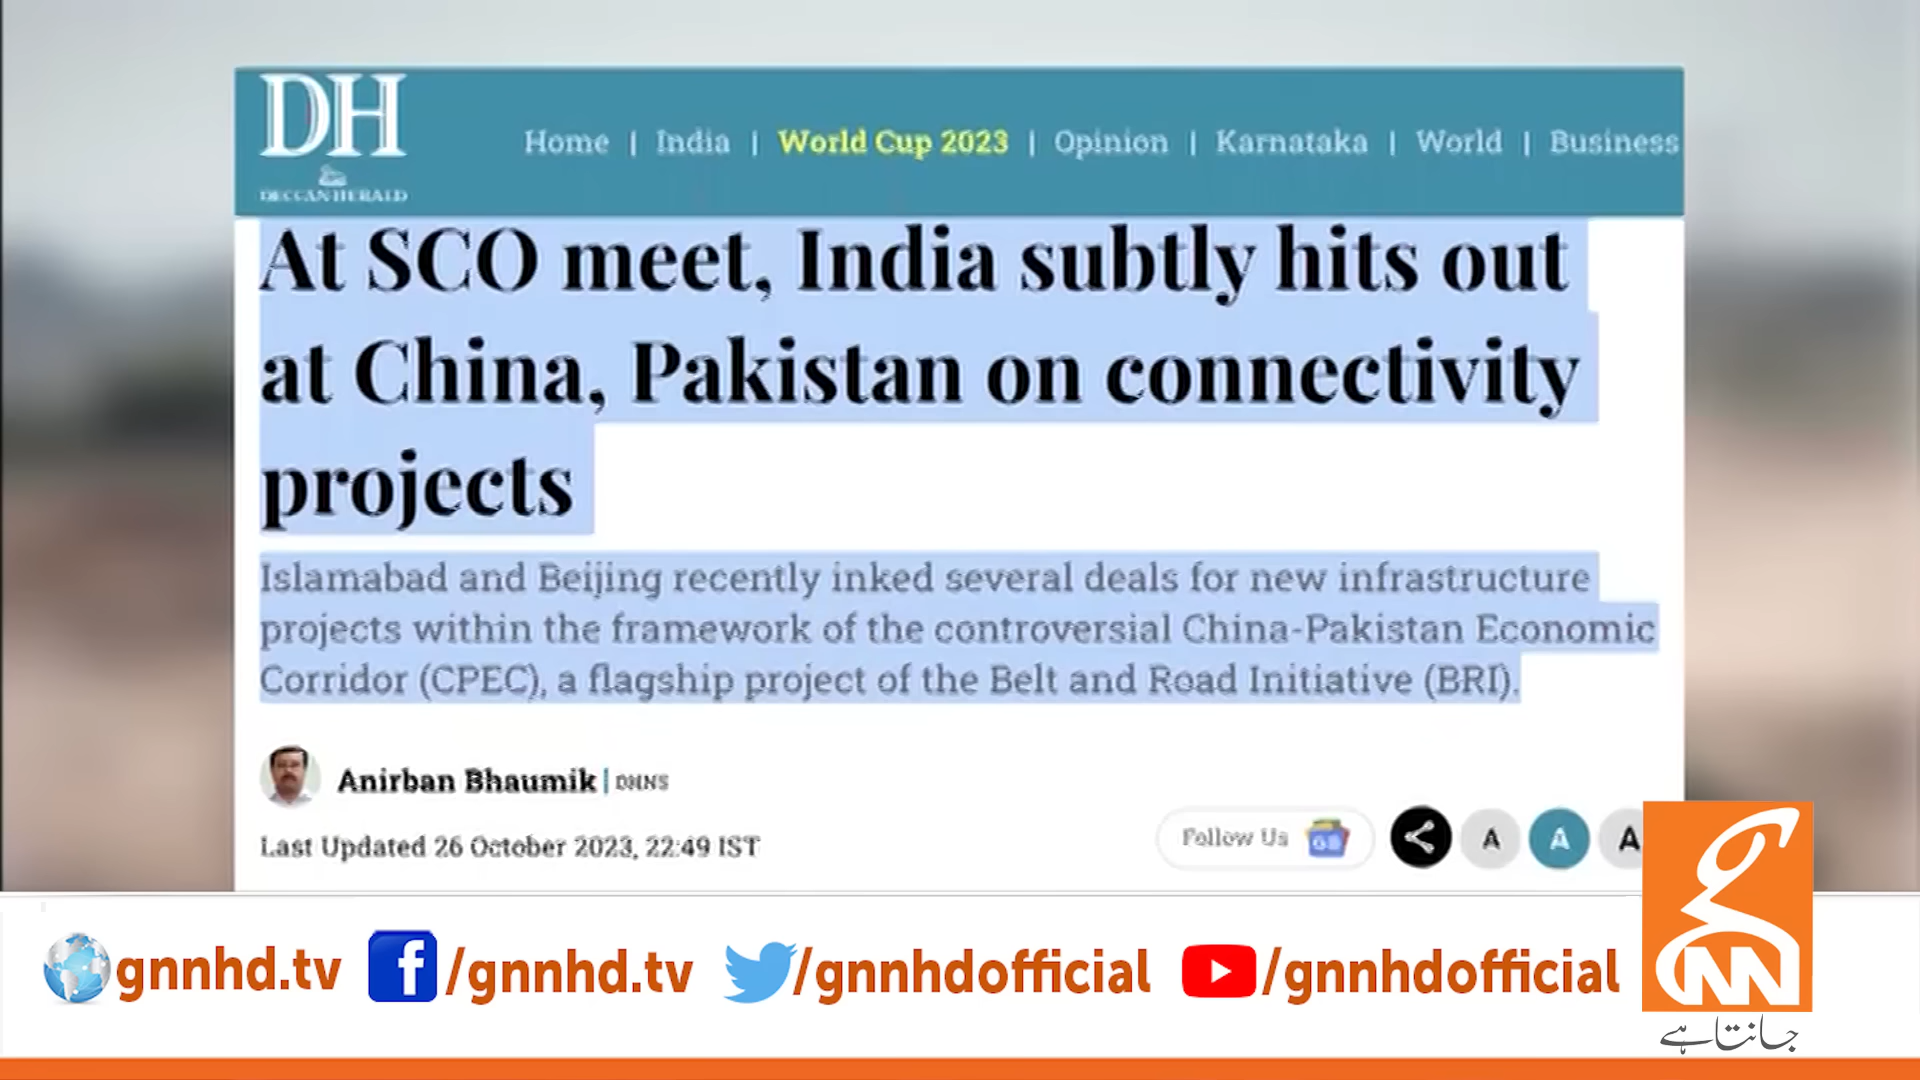 DH
DECCAN HERALD
Home | India | World Cup 2023 | Opinion | Karnataka | World | Business
At SCO meet, India subtly hits out
at China, Pakistan on connectivity
projects
Islamabad and Beijing recently inked several deals for new infrastructure
projects within the framework of the controversial China-Pakistan Economic
Corridor (CPEC), a flagship project of the Belt and Road Initiative (BRI).
Anirban Bhaumik | DHNS
Last Updated 26 October 2023, 22:49 IST
Follow Us
A A A
gnnhd.tv /gnnhd.tv /gnnhdofficial /gnnhdofficial
GNN
جانتا ہے